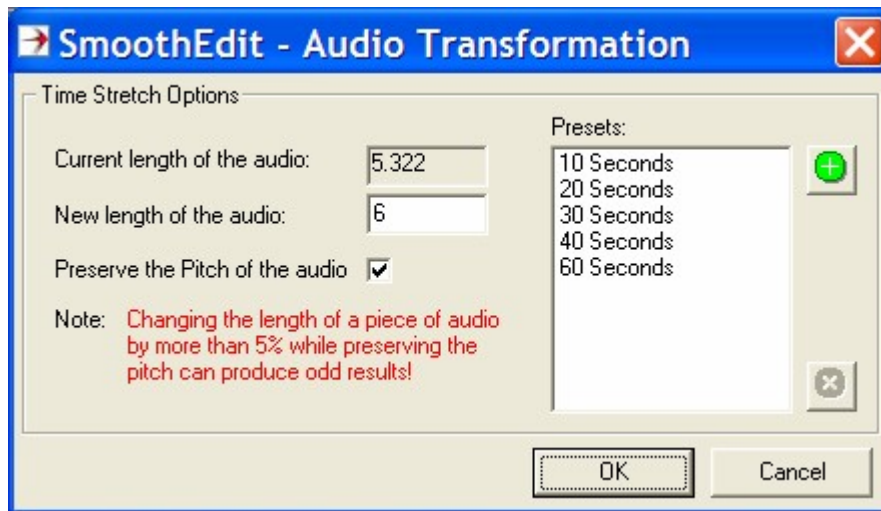 SmoothEdit - Audio Transformation
Time Stretch Options
Current length of the audio: 5.322
New length of the audio: 6
Preserve the Pitch of the audio
Note: Changing the length of a piece of audio
by more than 5% while preserving the
pitch can produce odd results!
Presets:
10 Seconds
20 Seconds
30 Seconds
40 Seconds
60 Seconds
OK
Cancel